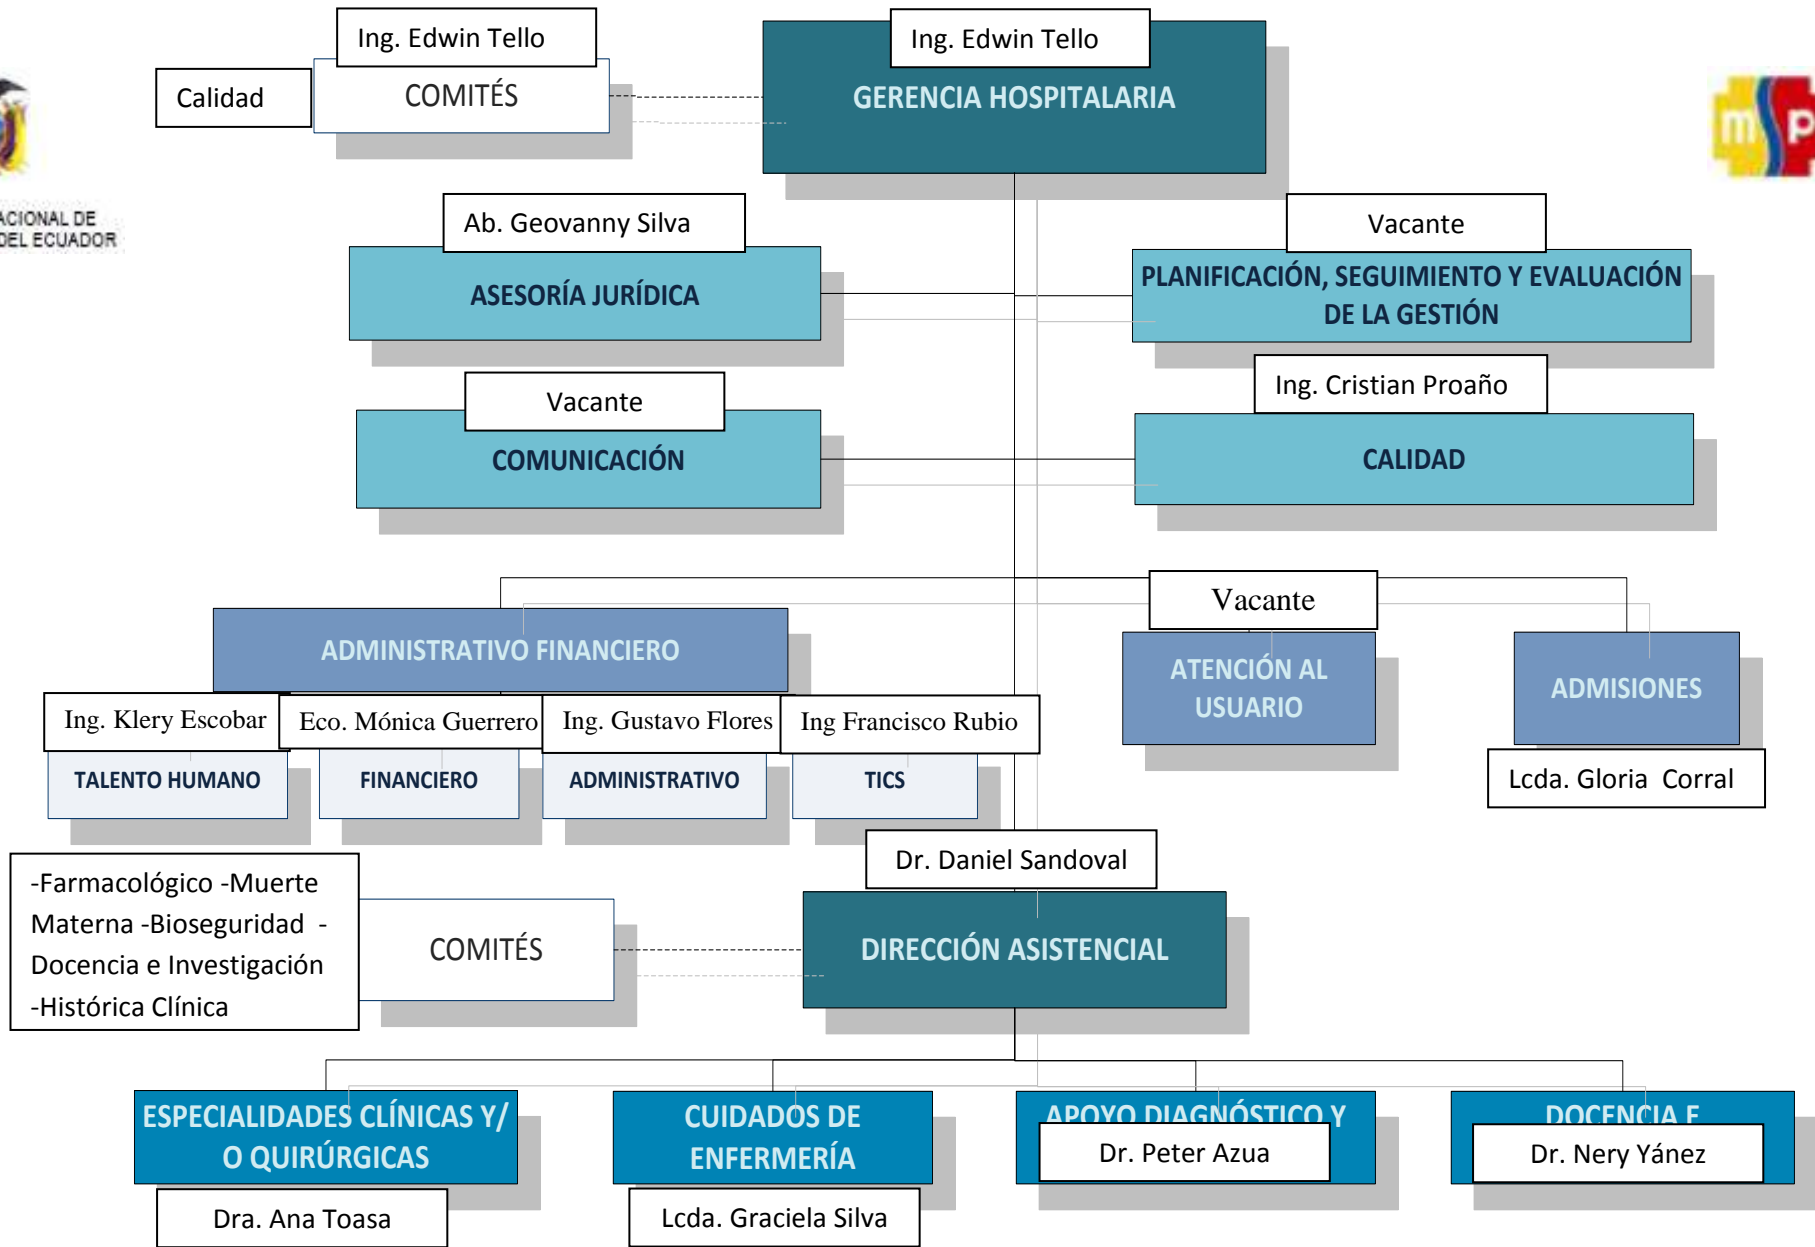 Ing. Edwin Tello
Ing. Edwin Tello
Calidad
COMITÉS
GERENCIA HOSPITALARIA
msp
ACIONAL DE
DEL ECUADOR
Ab. Geovanny Silva
Vacante
ASESORÍA JURÍDICA
PLANIFICACIÓN, SEGUIMIENTO Y EVALUACIÓN
DE LA GESTIÓN
Vacante
Ing. Cristian Proaño
COMUNICACIÓN
CALIDAD
Vacante
ADMINISTRATIVO FINANCIERO
ATENCIÓN AL
USUARIO
ADMISIONES
Ing. Klery Escobar
Eco. Mónica Guerrero
Ing. Gustavo Flores
Ing Francisco Rubio
TALENTO HUMANO
FINANCIERO
ADMINISTRATIVO
TICS
Lcda. Gloria  Corral
Dr. Daniel Sandoval
-Farmacológico -Muerte
Materna -Bioseguridad  -
Docencia e Investigación
-Histórica Clínica
COMITÉS
DIRECCIÓN ASISTENCIAL
ESPECIALIDADES CLÍNICAS Y/
O QUIRÚRGICAS
CUIDADOS DE
ENFERMERÍA
APOYO DIAGNÓSTICO Y
DOCENCIA E
Dr. Peter Azua
Dr. Nery Yánez
Dra. Ana Toasa
Lcda. Graciela Silva